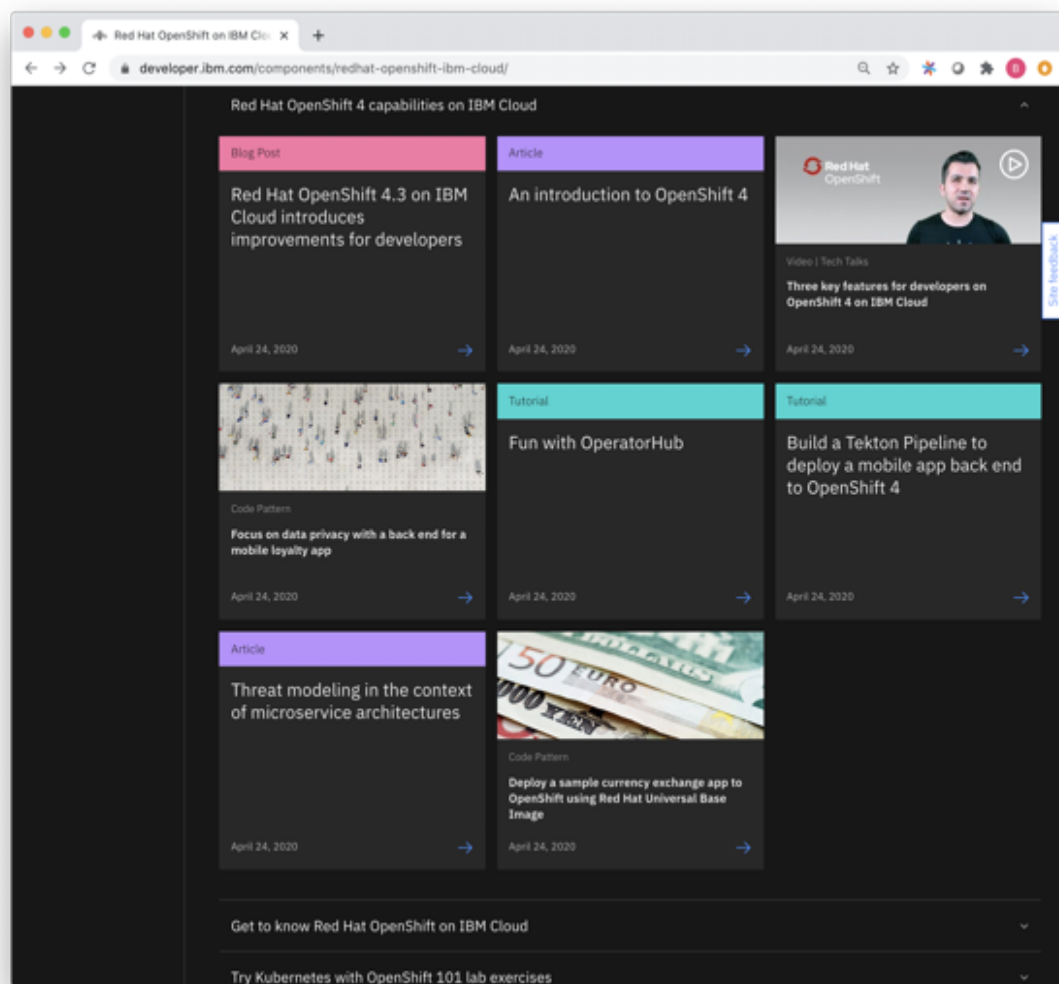 Red Hat OpenShift on IBM Clo
developer.ibm.com/components/redhat-openshift-ibm-cloud/
B
Red Hat OpenShift 4 capabilities on IBM Cloud
Blog Post
Red Hat OpenShift 4.3 on IBM
Cloud introduces
improvements for developers
April 24, 2020
Article
An introduction to OpenShift 4
April 24, 2020
Red Hat
OpenShift
Video | Tech Talks
Three key features for developers on
OpenShift 4 on IBM Cloud
April 24, 2020
Site feedback
Code Pattern
Focus on data privacy with a back end for a
mobile loyalty app
April 24, 2020
Tutorial
Fun with OperatorHub
April 24, 2020
Tutorial
Build a Tekton Pipeline to
deploy a mobile app back end
to OpenShift 4
April 24, 2020
Article
Threat modeling in the context
of microservice architectures
April 24, 2020
50 EURO
000 YEN
Code Pattern
Deploy a sample currency exchange app to
OpenShift using Red Hat Universal Base
Image
April 24, 2020
Get to know Red Hat OpenShift on IBM Cloud
Try Kubernetes with OpenShift 101 lab exercises